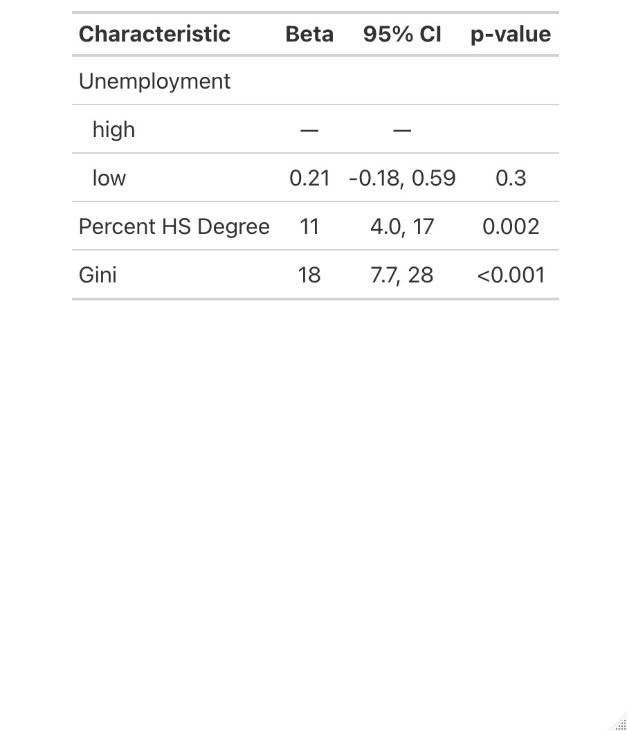 Characteristic Beta 95% CI p-value
Unemployment
high — —
low 0.21 -0.18, 0.59 0.3
Percent HS Degree 11 4.0, 17 0.002
Gini 18 7.7, 28 <0.001